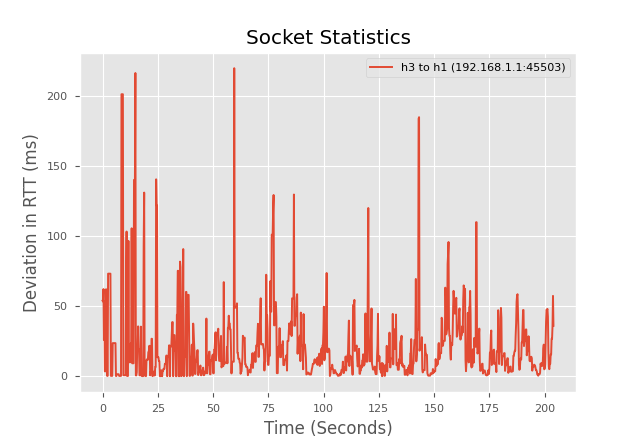 Socket Statistics
h3 to h1 (192.168.1.1:45503)
Deviation in RTT (ms)
200
150
100
50
0
0 25 50 75 100 125 150 175 200
Time (Seconds)